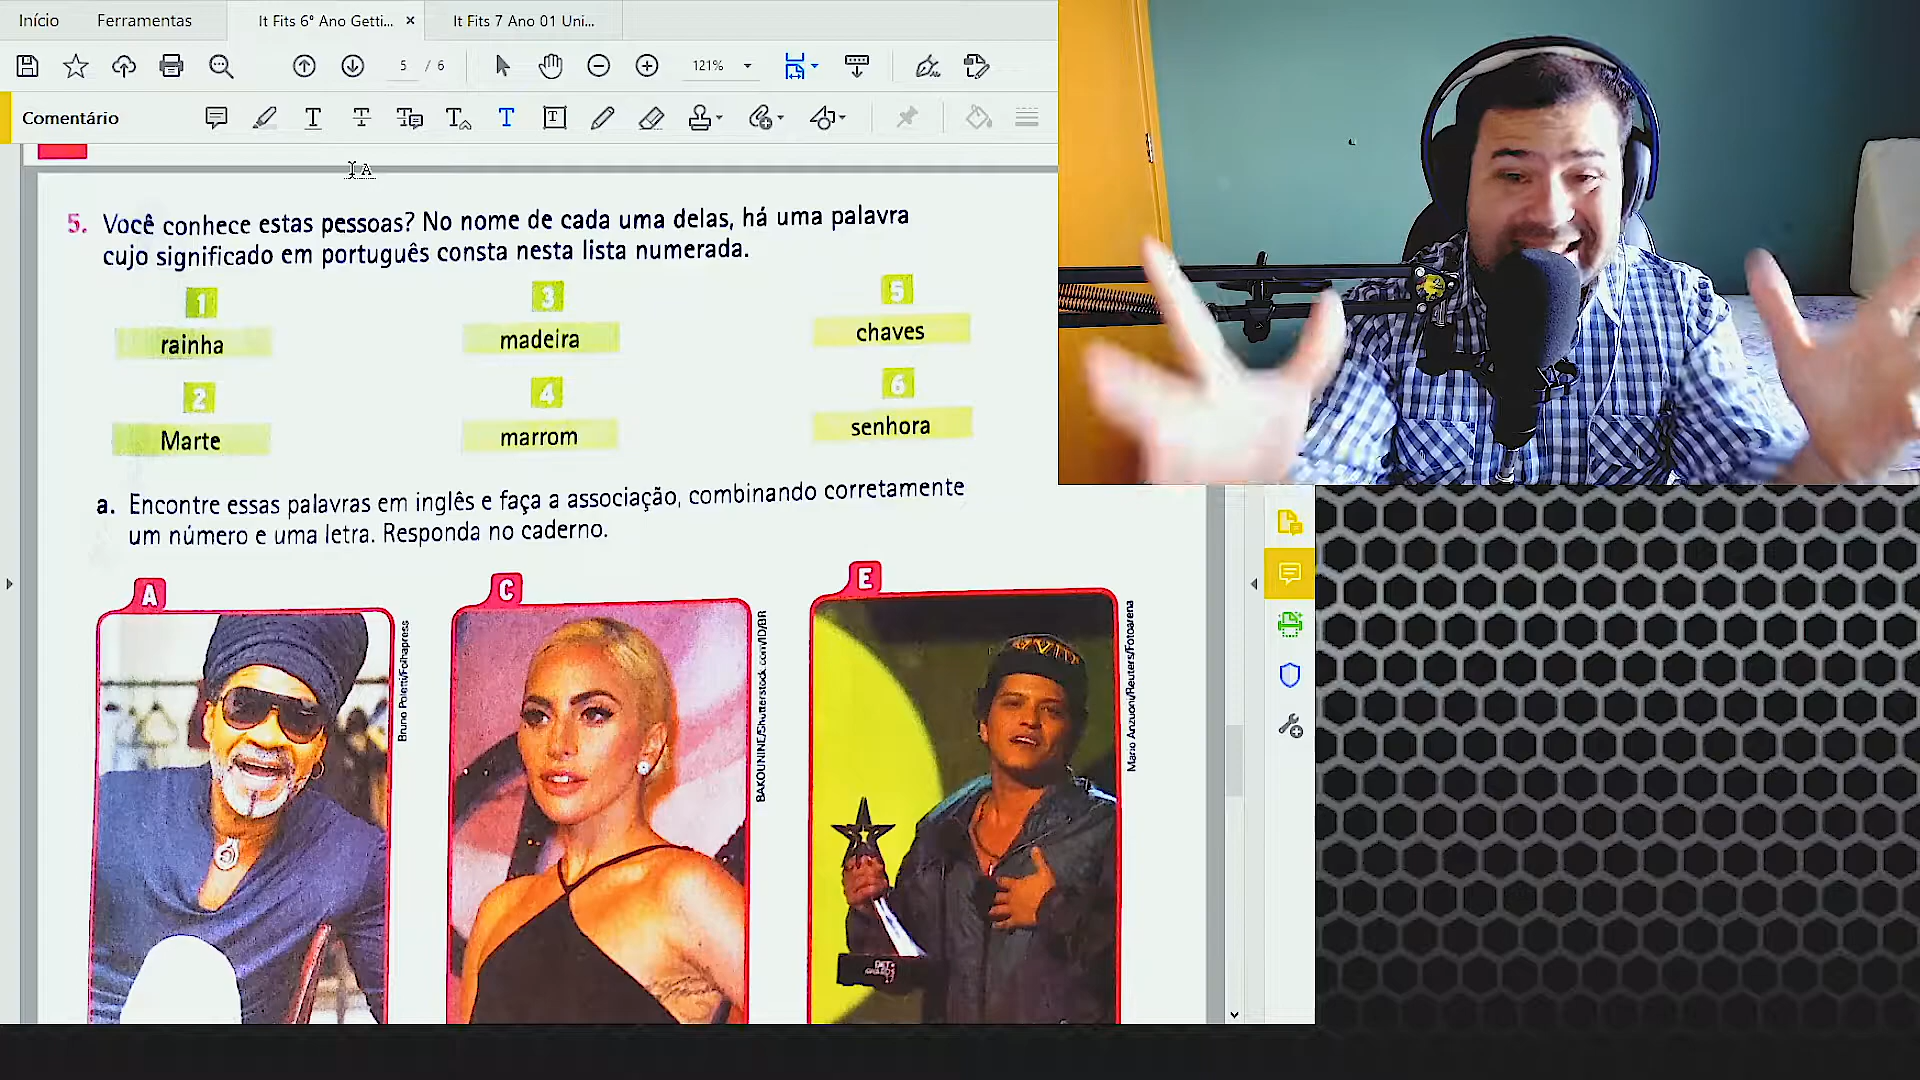 Início
Ferramentas
It Fits 6º Ano Getti...
It Fits 7 Ano 01 Uni...
5 / 6
121%
Comentário
5. Você conhece estas pessoas? No nome de cada uma delas, há uma palavra
cujo significado em português consta nesta lista numerada.
1
3
5
rainha
madeira
chaves
2
4
6
Marte
marrom
senhora
a. Encontre essas palavras em inglês e faça a associação, combinando corretamente
um número e uma letra. Responda no caderno.
A
C
E
Bruno Poletti/Folhapress
BAKOUNINE/Shutterstock.com/ID/BR
Mario Anzuoni/Reuters/Fotoarena